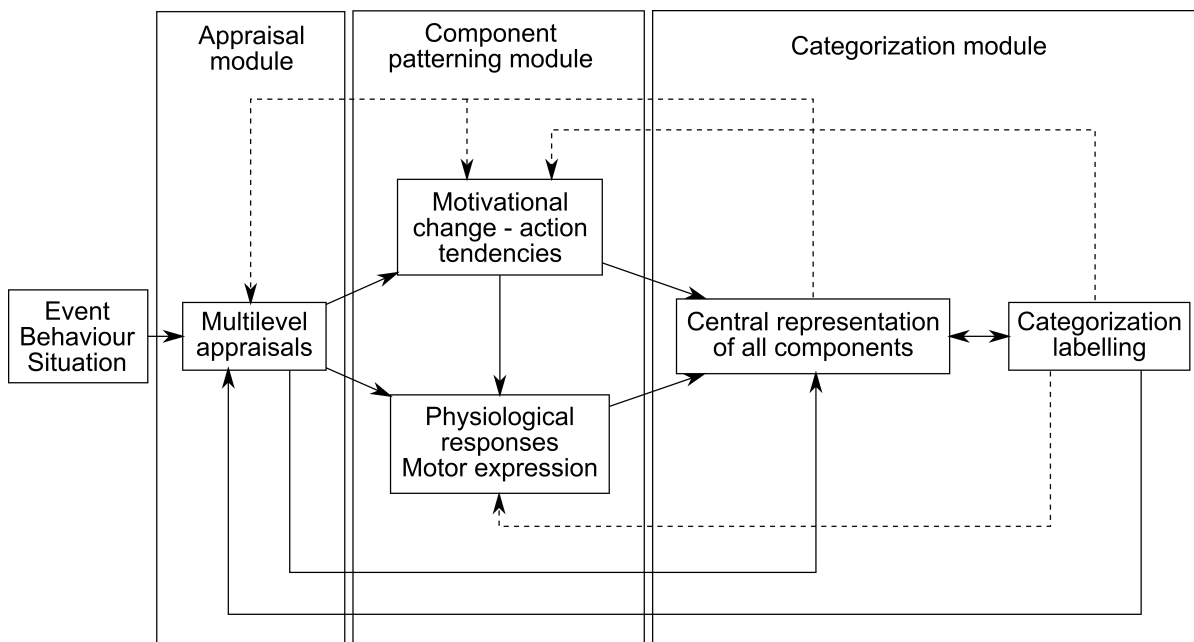 Appraisal
module
Component
patterning module
Categorization module
Motivational
change - action
tendencies
Event
Behaviour
Situation
Multilevel
appraisals
Central representation
of all components
Categorization
labelling
Physiological
responses
Motor expression